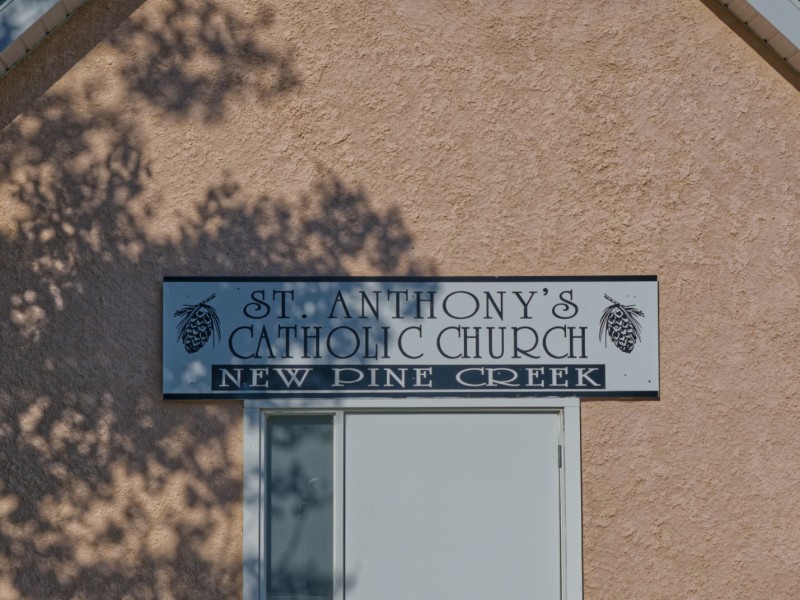 ST. ANTHONY'S
CATHOLIC CHURCH
NEW PINE CREEK